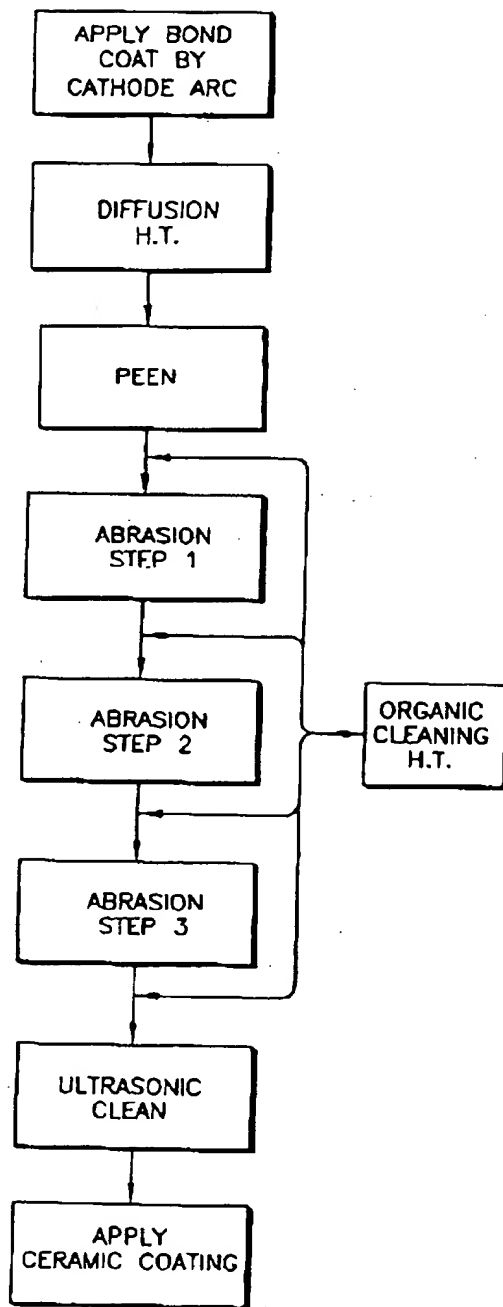 APPLY BOND
COAT BY
CATHODE ARC
DIFFUSION
H.T.
PEEN
ABRASION
STEP 1
ABRASION
STEP 2
ORGANIC
CLEANING
H.T.
ABRASION
STEP 3
ULTRASONIC
CLEAN
APPLY
CERAMIC COATING